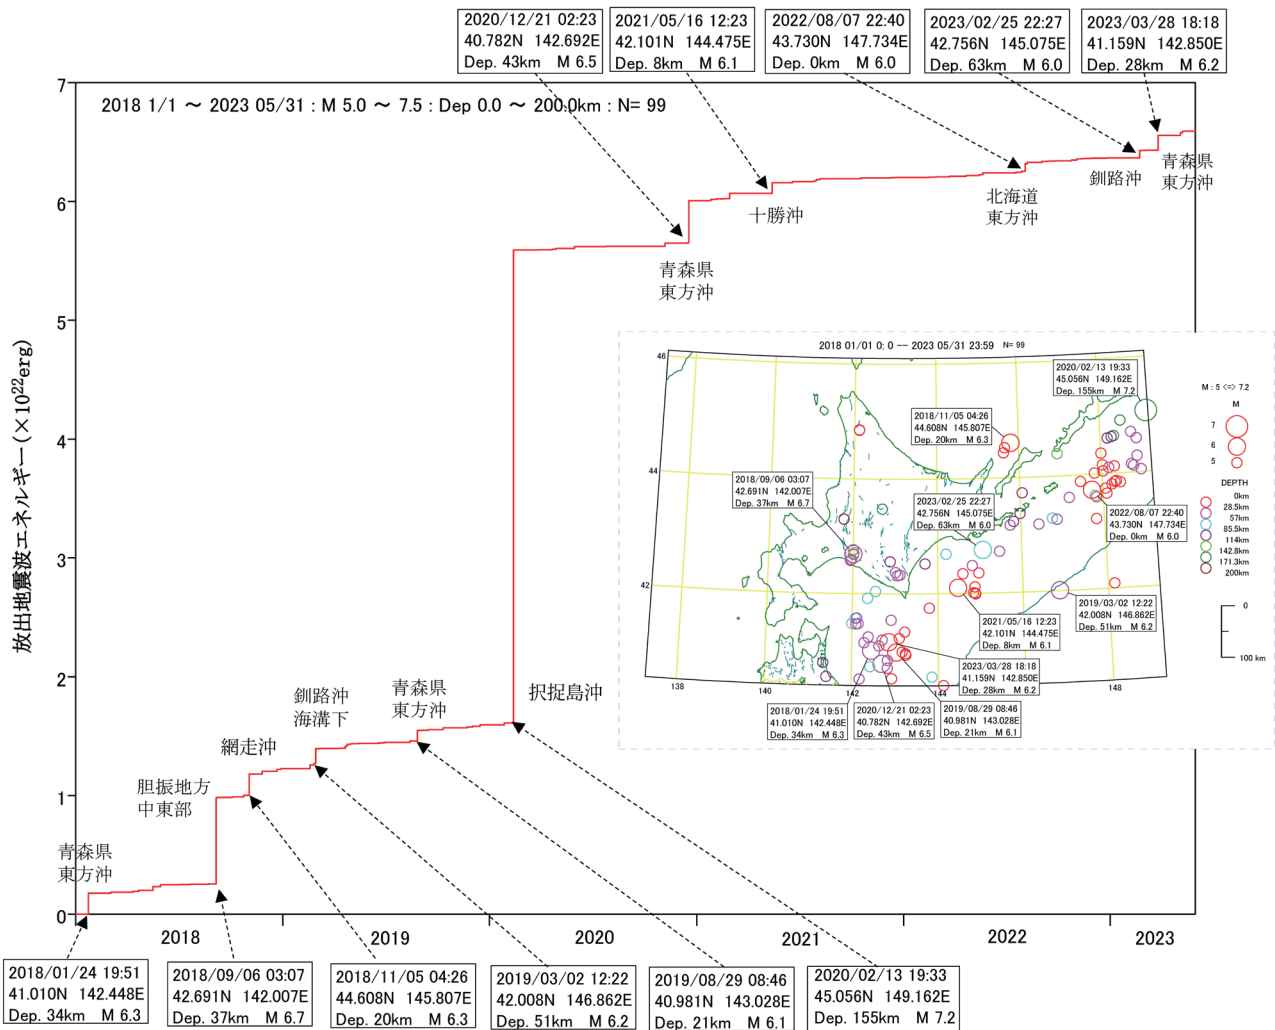 2020/12/21 02:23
40.782N 142.692E
Dep. 43km M 6.5
2021/05/16 12:23
42.101N 144.475E
Dep. 8km M 6.1
2022/08/07 22:40
43.730N 147.734E
Dep. 0km M 6.0
2023/02/25 22:27
42.756N 145.075E
Dep. 63km M 6.0
2023/03/28 18:18
41.159N 142.850E
Dep. 28km M 6.2
2018 1/1 ～ 2023 05/31 : M 5.0 ～ 7.5 : Dep 0.0 ～ 200.0km : N= 99
放出地震波エネルギー(×10²²erg)
7
6
5
4
3
2
1
0
青森県
東方沖
胆振地方
中東部
網走沖
釧路沖
海溝下
青森県
東方沖
択捉島沖
青森県
東方沖
十勝沖
北海道
東方沖
釧路沖
青森県
東方沖
2018 01/01 0: 0 -- 2023 05/31 23:59 N= 99
46
44
42
138
140
142
144
148
2020/02/13 19:33
45.056N 149.162E
Dep. 155km M 7.2
2018/11/05 04:26
44.608N 145.807E
Dep. 20km M 6.3
2018/09/06 03:07
42.691N 142.007E
Dep. 37km M 6.7
2023/02/25 22:27
42.756N 145.075E
Dep. 63km M 6.0
2022/08/07 22:40
43.730N 147.734E
Dep. 0km M 6.0
2019/03/02 12:22
42.008N 146.862E
Dep. 51km M 6.2
2021/05/16 12:23
42.101N 144.475E
Dep. 8km M 6.1
2023/03/28 18:18
41.159N 142.850E
Dep. 28km M 6.2
2018/01/24 19:51
41.010N 142.448E
Dep. 34km M 6.3
2020/12/21 02:23
40.782N 142.692E
Dep. 43km M 6.5
2019/08/29 08:46
40.981N 143.028E
Dep. 21km M 6.1
M : 5 <=> 7.2
M
7
6
5
DEPTH
0km
28.5km
57km
85.5km
114km
142.8km
171.3km
200km
0
100 km
2018
2019
2020
2021
2022
2023
2018/01/24 19:51
41.010N 142.448E
Dep. 34km M 6.3
2018/09/06 03:07
42.691N 142.007E
Dep. 37km M 6.7
2018/11/05 04:26
44.608N 145.807E
Dep. 20km M 6.3
2019/03/02 12:22
42.008N 146.862E
Dep. 51km M 6.2
2019/08/29 08:46
40.981N 143.028E
Dep. 21km M 6.1
2020/02/13 19:33
45.056N 149.162E
Dep. 155km M 7.2